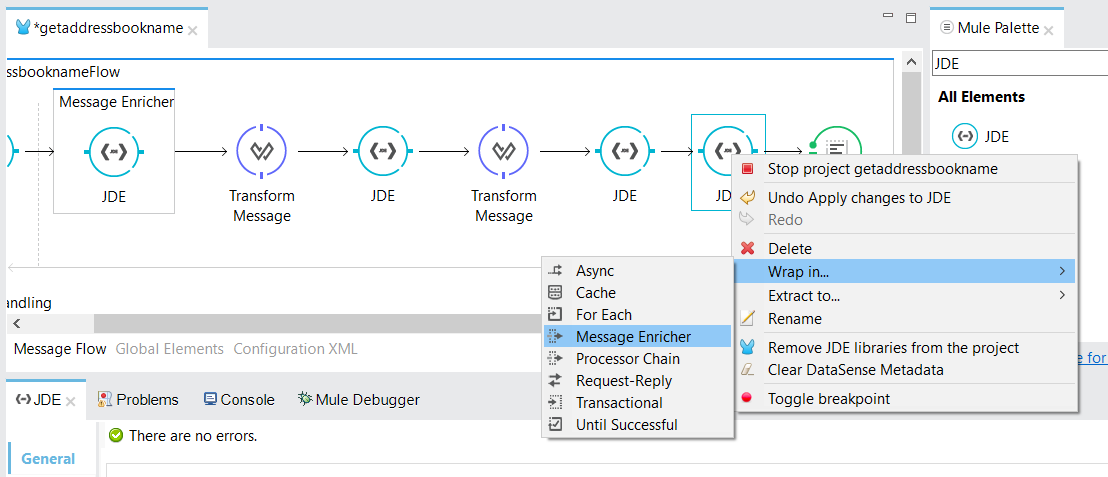 *getaddressbookname
Mule Palette
ssbooknameFlow
JDE
Message Enricher
All Elements
JDE
JDE
Transform
Message
JDE
Transform
Message
JDE
JD
Stop project getaddressbookname
Undo Apply changes to JDE
Redo
Delete
Wrap in...
Extract to...
Rename
Remove JDE libraries from the project
Clear DataSense Metadata
Toggle breakpoint
Async
Cache
For Each
Message Enricher
Processor Chain
Request-Reply
Transactional
Until Successful
andling
Message Flow Global Elements Configuration XML
e for
JDE Problems Console Mule Debugger
There are no errors.
General